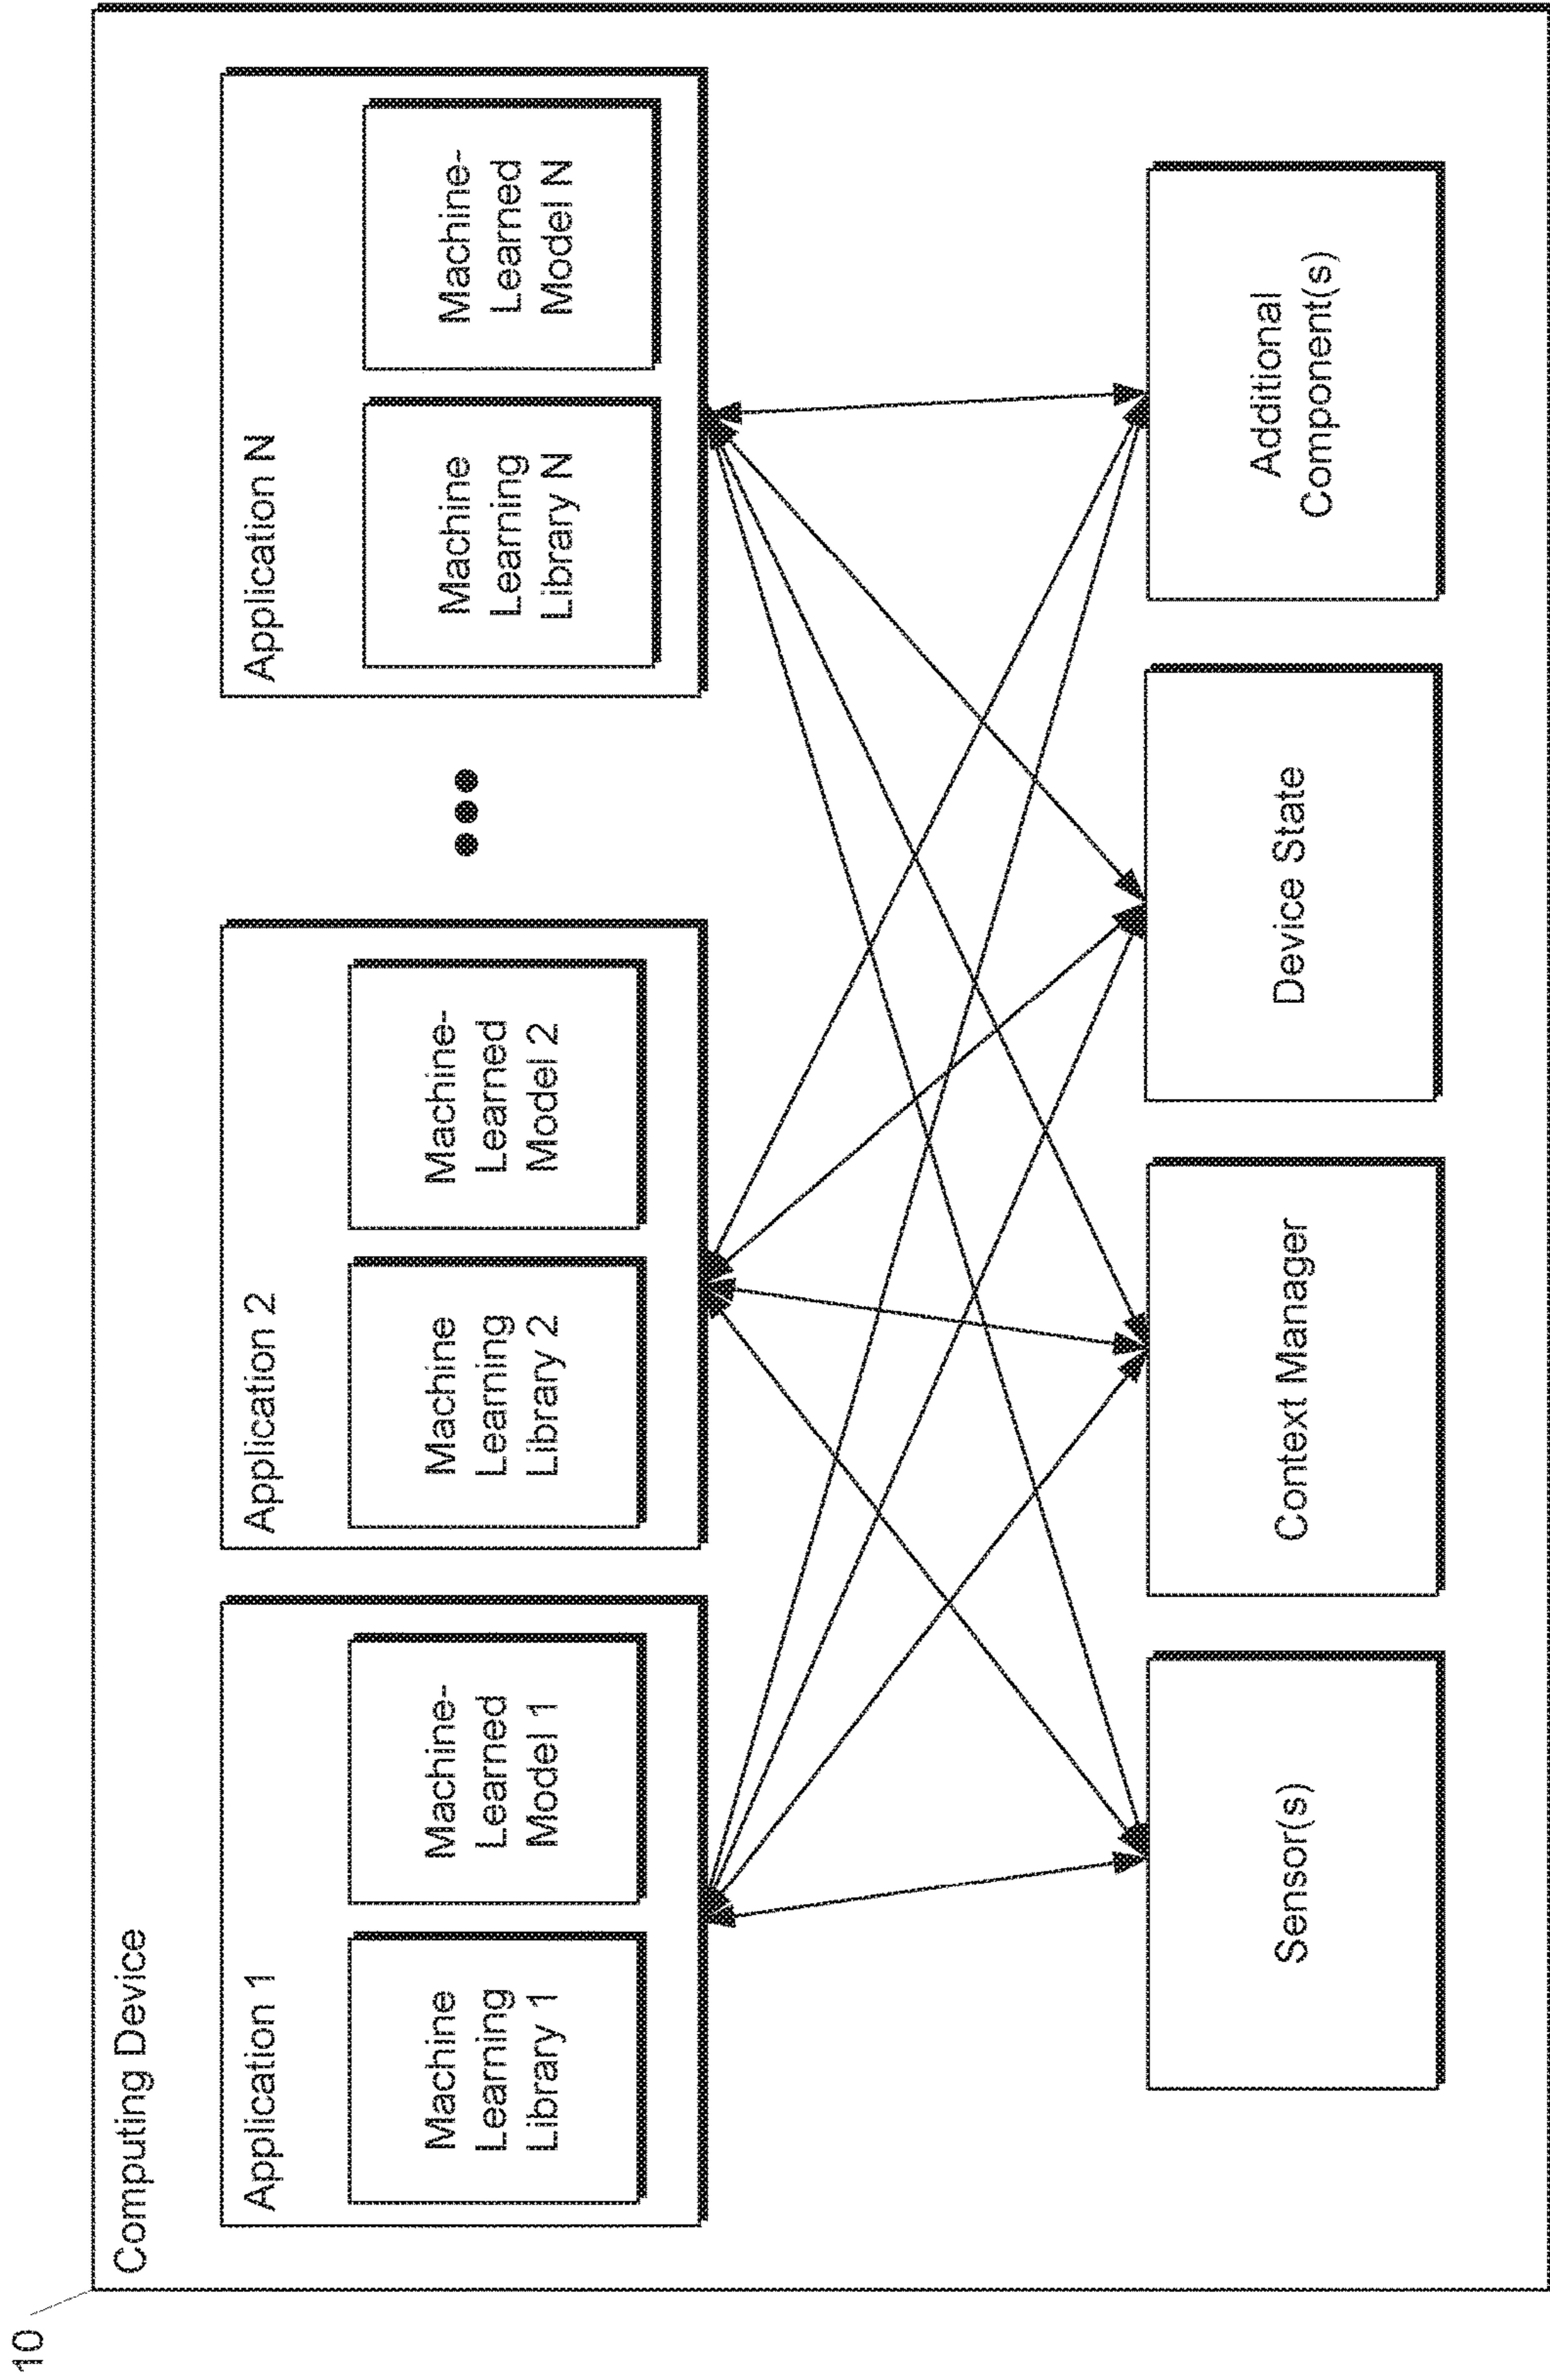 10
Computing Device
Application 1
Machine
Learning
Library 1
Machine-
Learned
Model 1
Application 2
Machine
Learning
Library 2
Machine-
Learned
Model 2
Application N
Machine
Learning
Library N
Machine-
Learned
Model N
Sensor(s)
Context Manager
Device State
Additional
Component(s)